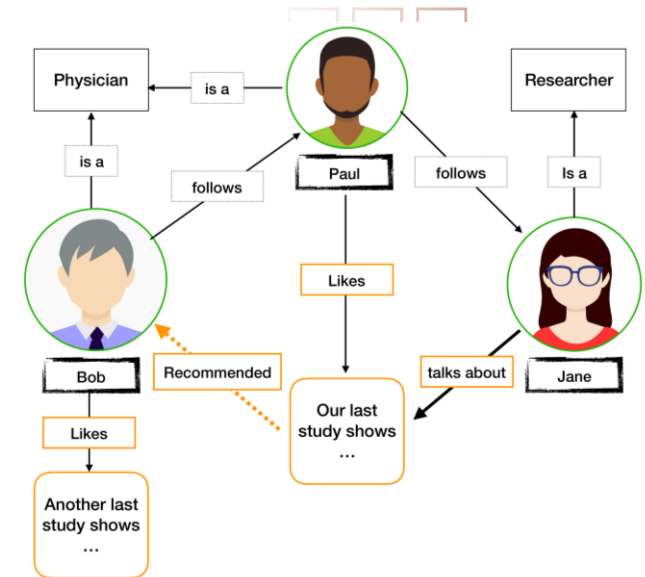 Physician
is a
Researcher
is a
Paul
Is a
follows
follows
Likes
Bob
Recommended
talks about
Jane
Likes
Our last
study shows
...
Another last
study shows
...